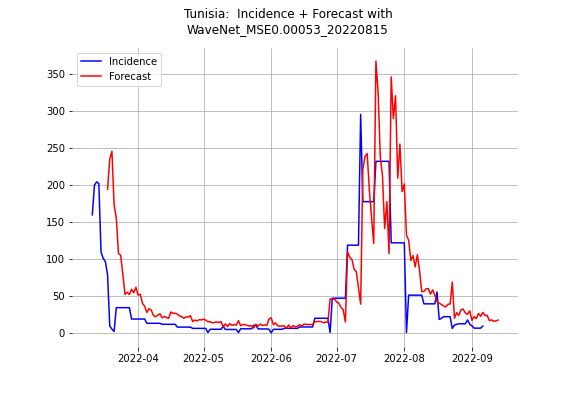 Tunisia:  Incidence + Forecast with
WaveNet_MSE0.00053_20220815
Incidence
Forecast
350
300
250
200
150
100
50
0
2022-04 2022-05 2022-06 2022-07 2022-08 2022-09